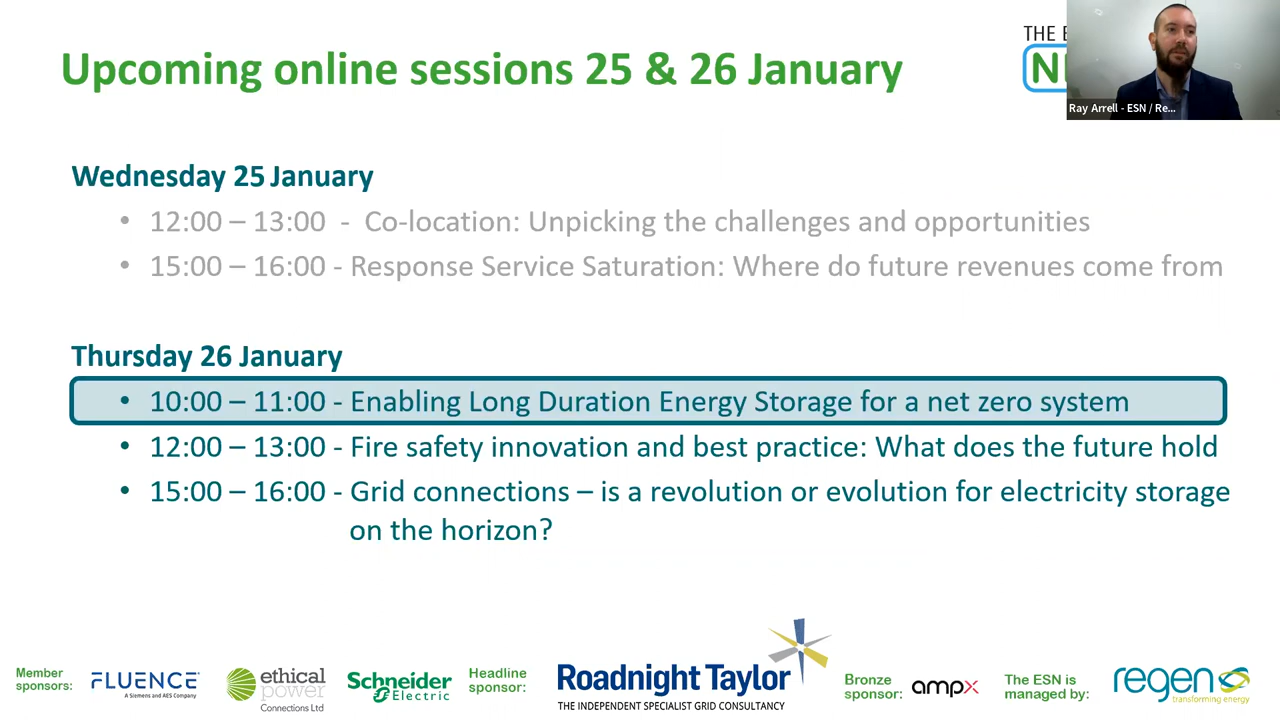 Upcoming online sessions 25 & 26 January
THE E
N
Ray Arrell - ESN / Re...
Wednesday 25 January
• 12:00 – 13:00 - Co-location: Unpicking the challenges and opportunities
• 15:00 – 16:00 - Response Service Saturation: Where do future revenues come from
Thursday 26 January
• 10:00 – 11:00 - Enabling Long Duration Energy Storage for a net zero system
• 12:00 – 13:00 - Fire safety innovation and best practice: What does the future hold
• 15:00 – 16:00 - Grid connections – is a revolution or evolution for electricity storage
on the horizon?
Member
sponsors:
FLUENCE
A Siemens and AES Company
ethical
power
Connections Ltd
Schneider
Electric
Headline
sponsor:
Roadnight Taylor
THE INDEPENDENT SPECIALIST GRID CONSULTANCY
Bronze
sponsor:
ampx
The ESN is
managed by:
regen
transforming energy